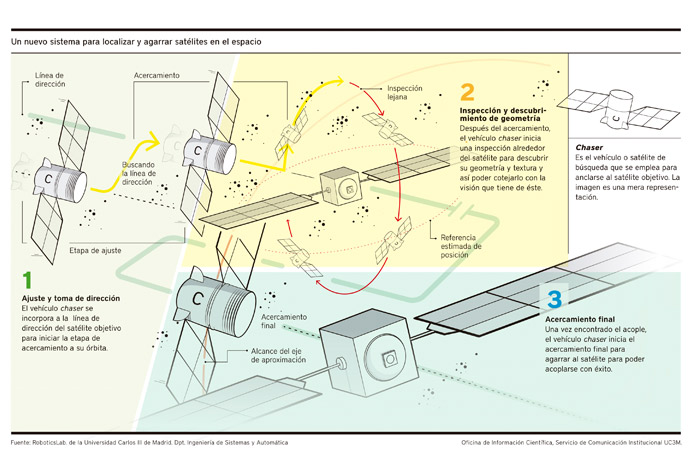 Un nuevo sistema para localizar y agarrar satélites en el espacio
Línea de
dirección
Acercamiento
Buscando
la línea de
dirección
Etapa de ajuste
C
C
1
Ajuste y toma de dirección
El vehículo chaser se
incorpora a la línea de
dirección del satélite objetivo
para iniciar la etapa de
acercamiento a su órbita.
Inspección
lejana
2
Inspección y descubri-
miento de geometría
Después del acercamiento,
el vehículo chaser inicia
una inspección alrededor
del satélite para descubrir
su geometría y textura y
así poder cotejarlo con la
visión que tiene de éste.
Referencia
estimada de
posición
Chaser
Es el vehículo o satélite de
búsqueda que se emplea para
anclarse al satélite objetivo. La
imagen es una mera represen-
tación.
C
Acercamiento
final
Alcance del eje
de aproximación
3
Acercamiento final
Una vez encontrado el acople,
el vehículo chaser inicia el
acercamiento final para
agarrar al satélite para poder
acoplarse con éxito.
Fuente: RoboticsLab. de la Universidad Carlos III de Madrid. Dpt. Ingeniería de Sistemas y Automática
Oficina de Información Científica, Servicio de Comunicación Institucional UC3M.